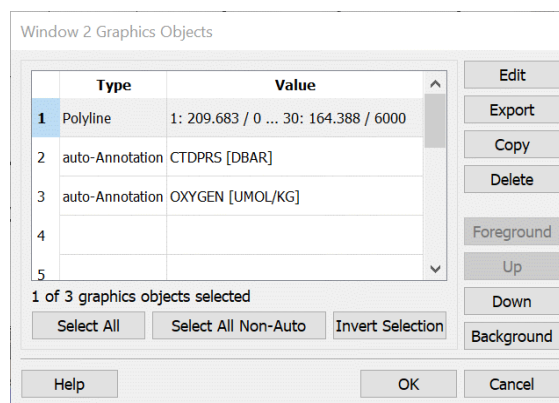 Window 2 Graphics Objects
Type Value
1 Polyline 1: 209.683 / 0 ... 30: 164.388 / 6000
2 auto-Annotation CTDPRS [DBAR]
3 auto-Annotation OXYGEN [UMOL/KG]
4
5
1 of 3 graphics objects selected
Select All Select All Non-Auto Invert Selection
Edit
Export
Copy
Delete
Foreground
Up
Down
Background
Help OK Cancel